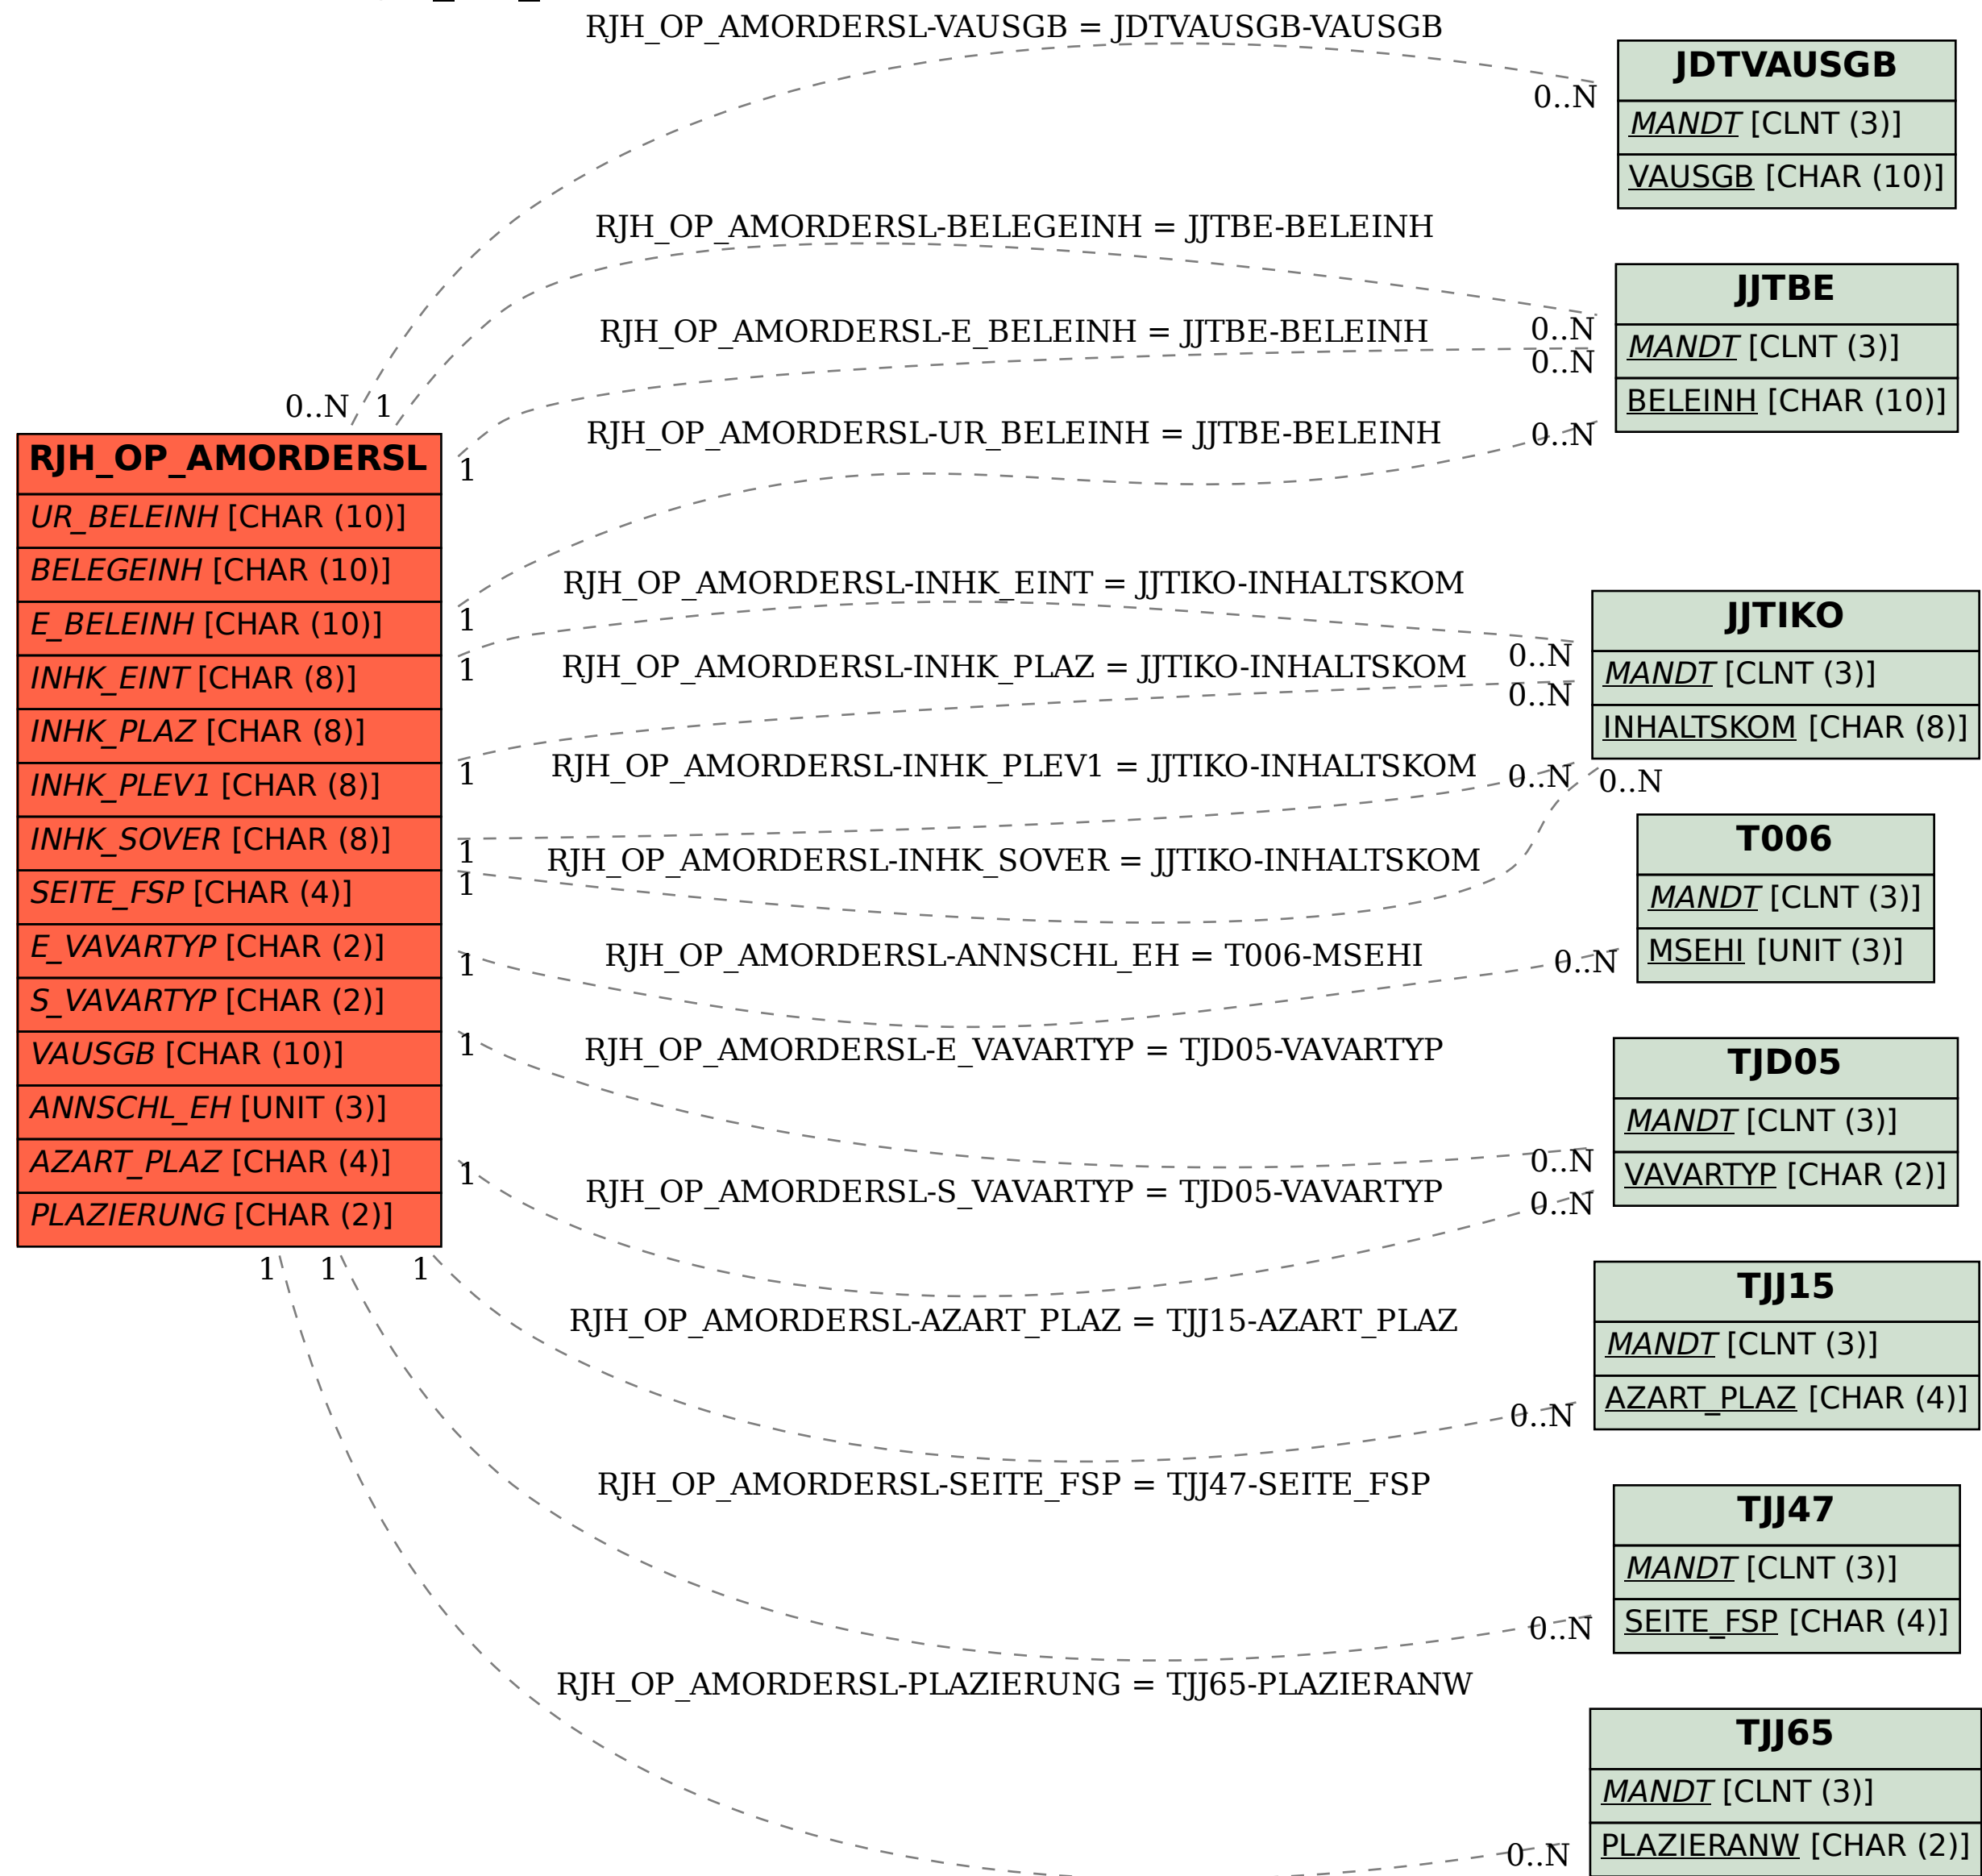 RJH_OP_AMORDERSL-VAUSGB = JDTVAUSGB-VAUSGB
0..N
JDTVAUSGB
MANDT [CLNT (3)]
VAUSGB [CHAR (10)]
RJH_OP_AMORDERSL-BELEGEINH = JJTBE-BELEINH
0..N
RJH_OP_AMORDERSL-E_BELEINH = JJTBE-BELEINH
0..N
RJH_OP_AMORDERSL-UR_BELEINH = JJTBE-BELEINH
0..N
JJTBE
MANDT [CLNT (3)]
BELEINH [CHAR (10)]
0..N 1
RJH_OP_AMORDERSL
UR_BELEINH [CHAR (10)]
BELEGEINH [CHAR (10)]
E_BELEINH [CHAR (10)]
INHK_EINT [CHAR (8)]
INHK_PLAZ [CHAR (8)]
INHK_PLEV1 [CHAR (8)]
INHK_SOVER [CHAR (8)]
SEITE_FSP [CHAR (4)]
E_VAVARTYP [CHAR (2)]
S_VAVARTYP [CHAR (2)]
VAUSGB [CHAR (10)]
ANNSCHL_EH [UNIT (3)]
AZART_PLAZ [CHAR (4)]
PLAZIERUNG [CHAR (2)]
1
1
1
1
1
1
1
1
1
1 1 1
RJH_OP_AMORDERSL-INHK_EINT = JJTIKO-INHALTSKOM
0..N
RJH_OP_AMORDERSL-INHK_PLAZ = JJTIKO-INHALTSKOM
0..N
RJH_OP_AMORDERSL-INHK_PLEV1 = JJTIKO-INHALTSKOM
0..N
0..N
RJH_OP_AMORDERSL-INHK_SOVER = JJTIKO-INHALTSKOM
JJTIKO
MANDT [CLNT (3)]
INHALTSKOM [CHAR (8)]
RJH_OP_AMORDERSL-ANNSCHL_EH = T006-MSEHI
0..N
T006
MANDT [CLNT (3)]
MSEHI [UNIT (3)]
RJH_OP_AMORDERSL-E_VAVARTYP = TJD05-VAVARTYP
0..N
RJH_OP_AMORDERSL-S_VAVARTYP = TJD05-VAVARTYP
0..N
TJD05
MANDT [CLNT (3)]
VAVARTYP [CHAR (2)]
RJH_OP_AMORDERSL-AZART_PLAZ = TJJ15-AZART_PLAZ
0..N
TJJ15
MANDT [CLNT (3)]
AZART_PLAZ [CHAR (4)]
RJH_OP_AMORDERSL-SEITE_FSP = TJJ47-SEITE_FSP
0..N
TJJ47
MANDT [CLNT (3)]
SEITE_FSP [CHAR (4)]
RJH_OP_AMORDERSL-PLAZIERUNG = TJJ65-PLAZIERANW
0..N
TJJ65
MANDT [CLNT (3)]
PLAZIERANW [CHAR (2)]